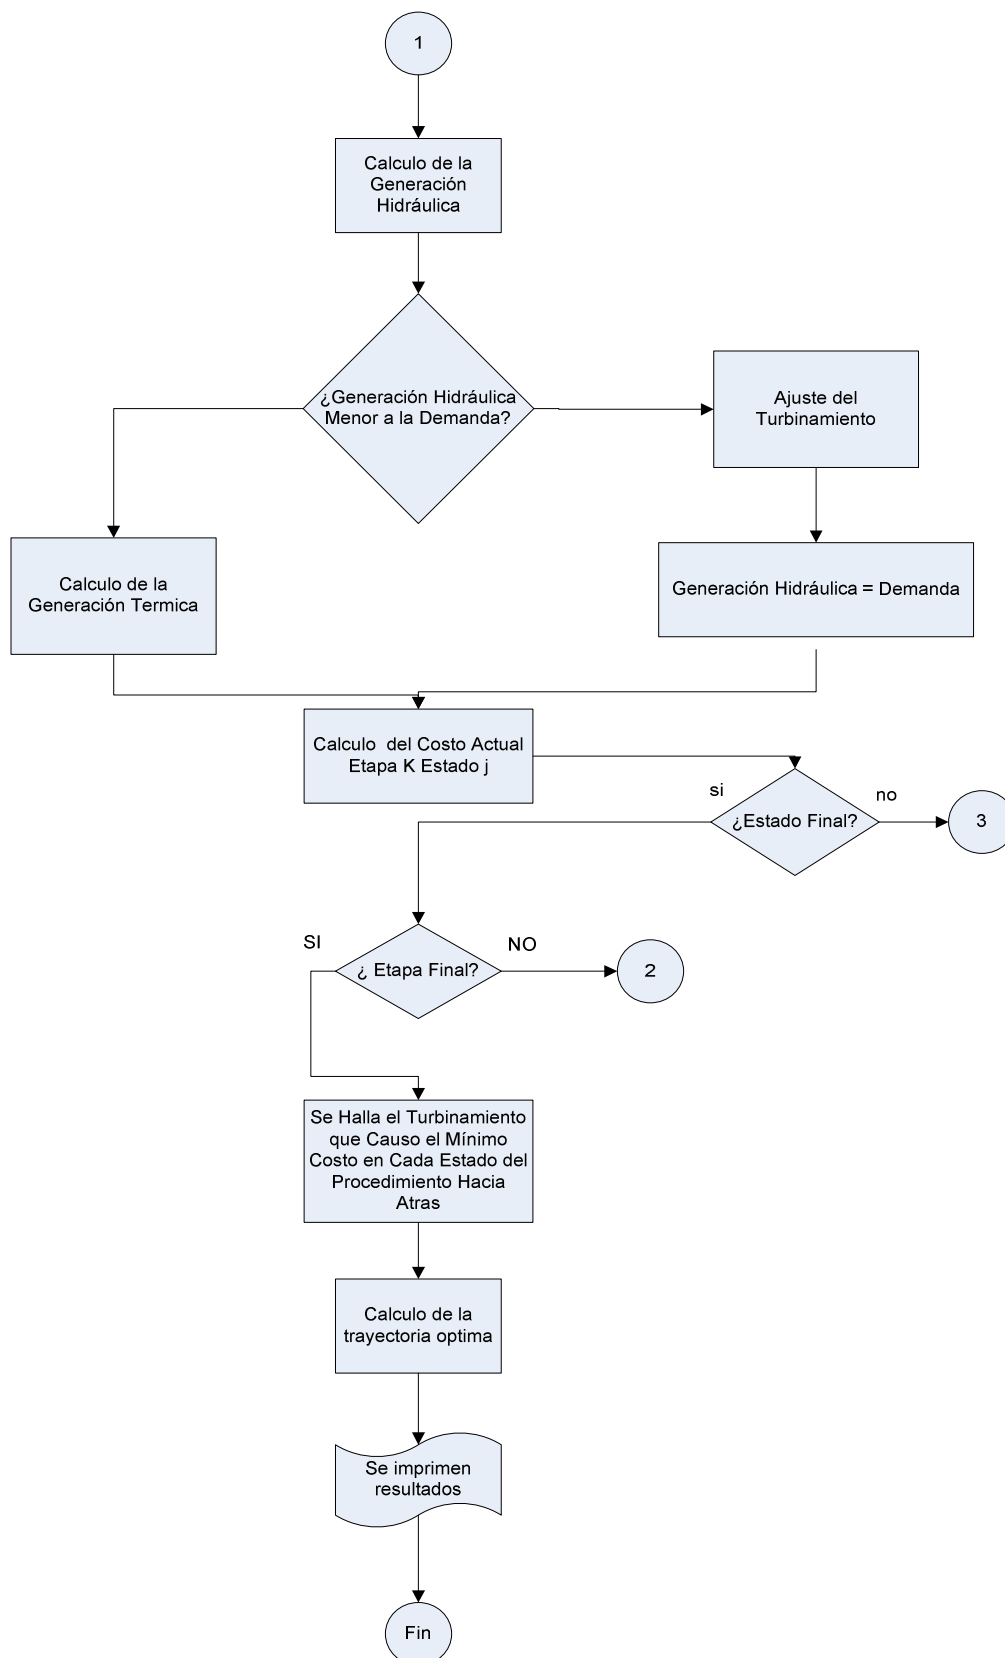 1
Calculo de la
Generación
Hidráulica
¿Generación Hidráulica
Menor a la Demanda?
Ajuste del
Turbinamiento
Calculo de la
Generación Termica
Generación Hidráulica = Demanda
Calculo del Costo Actual
Etapa K Estado j
si
no
¿Estado Final?
3
SI
NO
¿ Etapa Final?
2
Se Halla el Turbinamiento
que Causo el Mínimo
Costo en Cada Estado del
Procedimiento Hacia
Atras
Calculo de la
trayectoria optima
Se imprimen
resultados
Fin